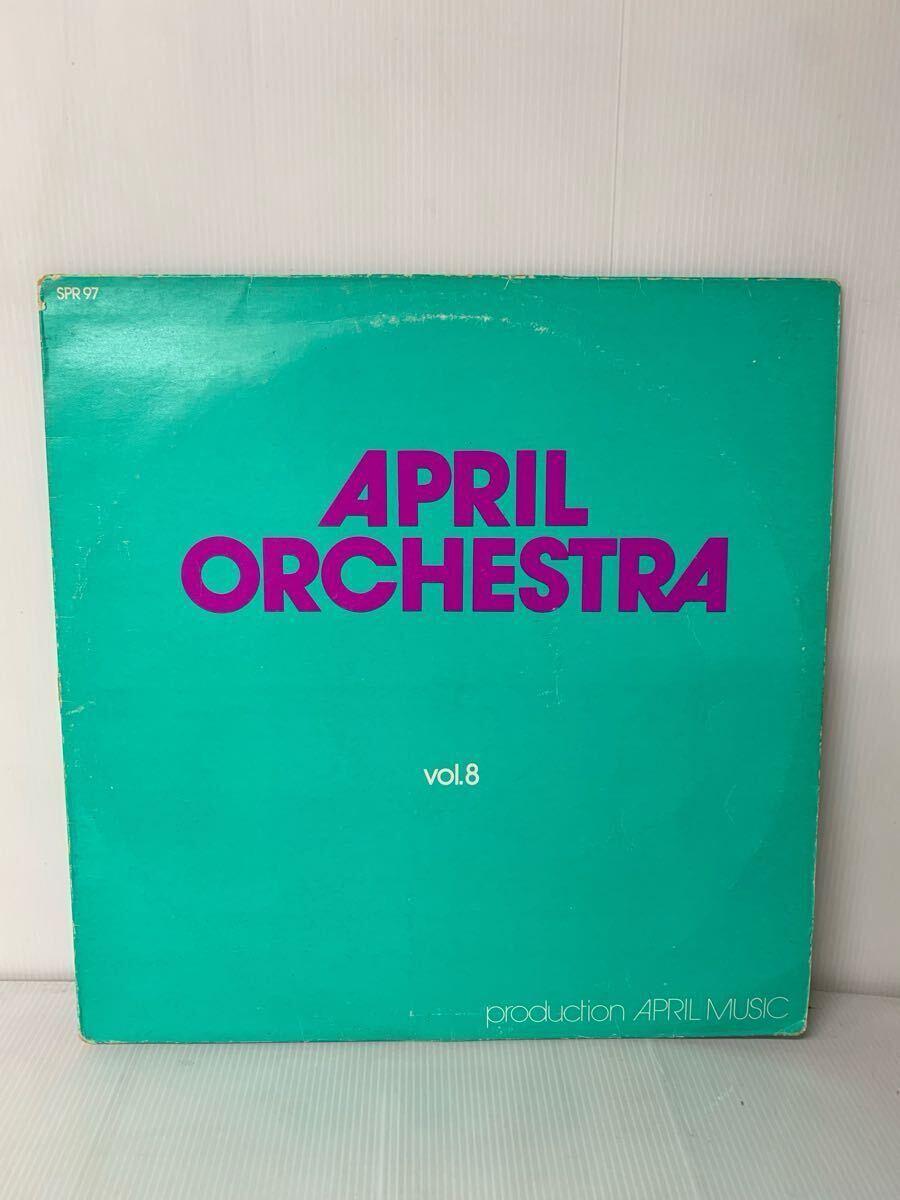 SPR 97
APRIL
ORCHESTRA
vol.8
production APRIL MUSIC